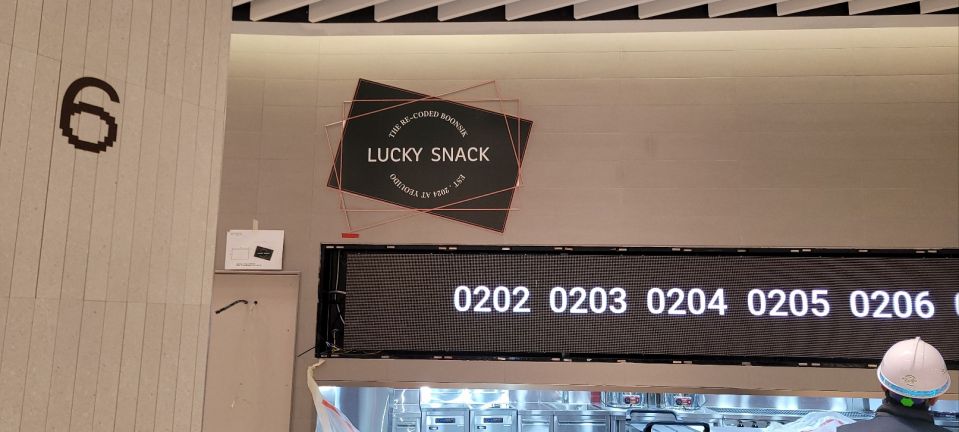 6
THE RE-CODED BOONSIK
LUCKY SNACK
EST. 2024 AT YEOUIDO
0202 0203 0204 0205 0206